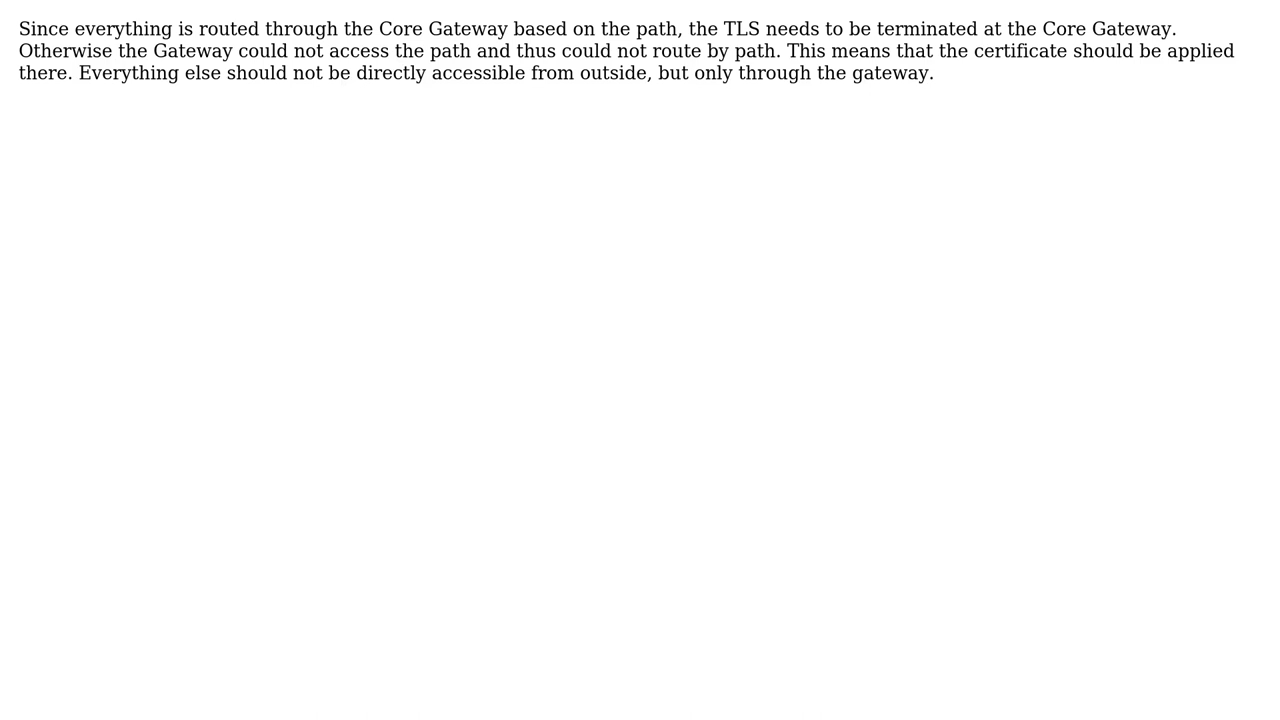 Since everything is routed through the Core Gateway based on the path, the TLS needs to be terminated at the Core Gateway.
Otherwise the Gateway could not access the path and thus could not route by path. This means that the certificate should be applied
there. Everything else should not be directly accessible from outside, but only through the gateway.